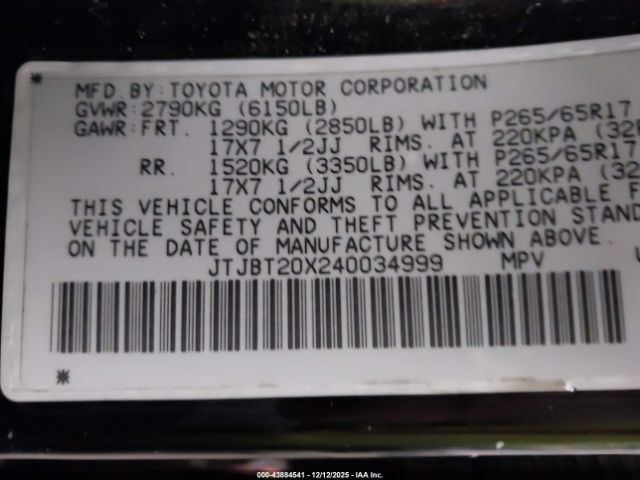 MFD.BY:TOYOTA MOTOR CORPORATION
GVWR:2790KG (6150LB)
GAWR:FRT. 1290KG (2850LB) WITH P265/65R17
17X7 1/2JJ RIMS. AT 220KPA (32
RR. 1520KG (3350LB) WITH P265/65R17
17X7 1/2JJ RIMS. AT 220KPA (32
THIS VEHICLE CONFORMS TO ALL APPLICABLE F
VEHICLE SAFETY AND THEFT PREVENTION STAND
ON THE DATE OF MANUFACTURE SHOWN ABOVE.
JTJBT20X240034999 MPV
000-43884541 - 12/12/2025 - IAA Inc.